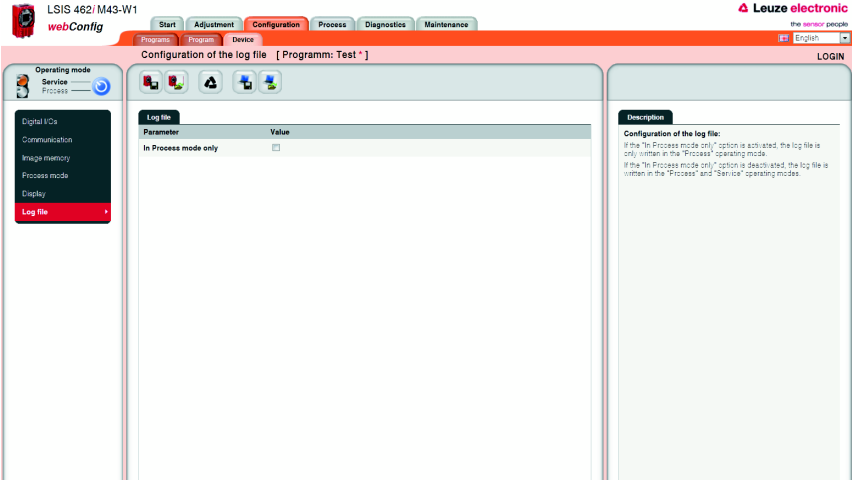 LSIS 462i M43-W1
webConfig
Leuze electronic
the sensor people
Start Adjustment Configuration Process Diagnostics Maintenance
Programs Program Device
English
Configuration of the log file [ Programm: Test * ]
LOGIN
Operating mode
Service
Process
Digital I/Os
Communication
Image memory
Process mode
Display
Log file
Log file
Parameter Value
In Process mode only
Description
Configuration of the log file:
If the "In Process mode only" option is activated, the log file is
only written in the "Process" operating mode.
If the "In Process mode only" option is deactivated, the log file is
written in the "Process" and "Service" operating modes.